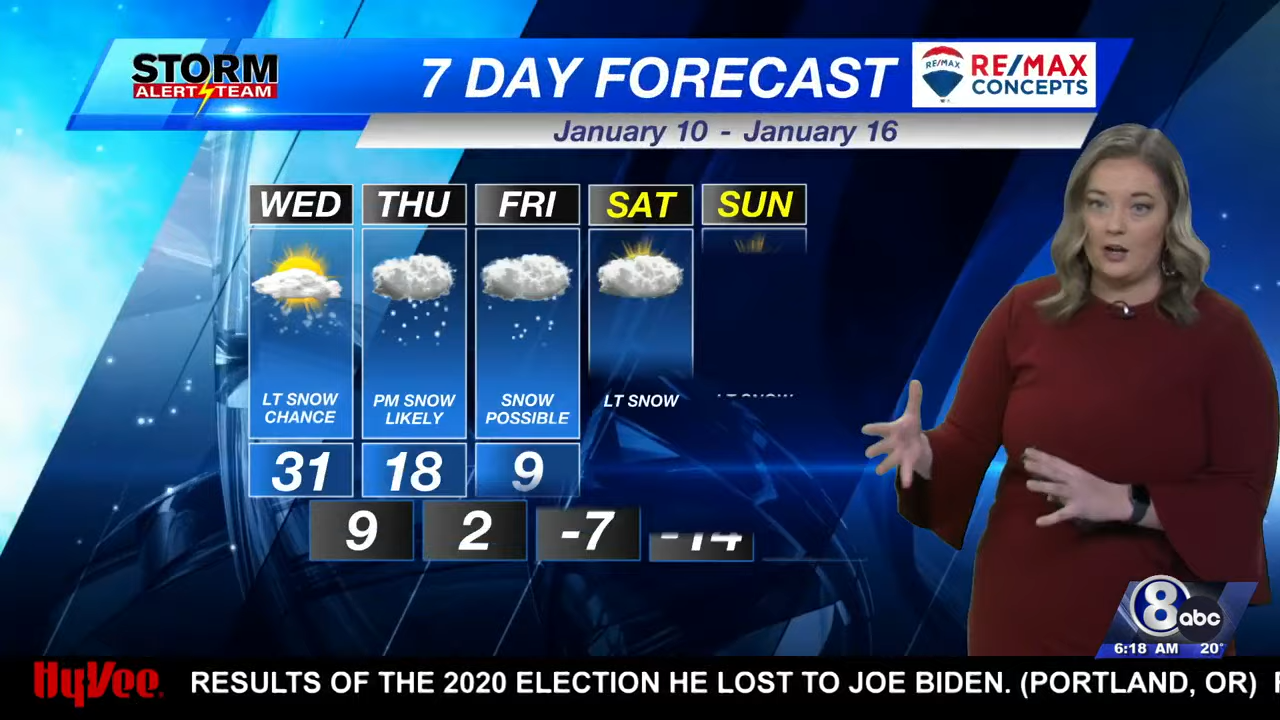 STORM
ALERT TEAM
7 DAY FORECAST
RE/MAX
RE/MAX
CONCEPTS
January 10 - January 16
WED THU FRI SAT SUN
LT SNOW CHANCE
PM SNOW LIKELY
SNOW POSSIBLE
LT SNOW
31 18 9
9 2 -7 -14
8 abc
6:18 AM 20°
HyVee
RESULTS OF THE 2020 ELECTION HE LOST TO JOE BIDEN. (PORTLAND, OR)